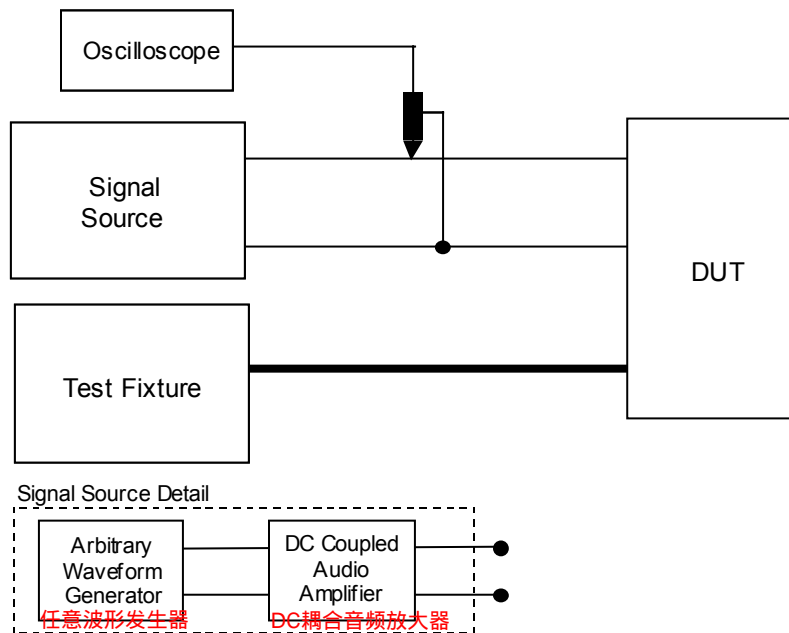 Oscilloscope
Signal
Source
DUT
Test Fixture
Signal Source Detail
Arbitrary
Waveform
Generator
任意波形发生器
DC Coupled
Audio
Amplifier
DC耦合音频放大器